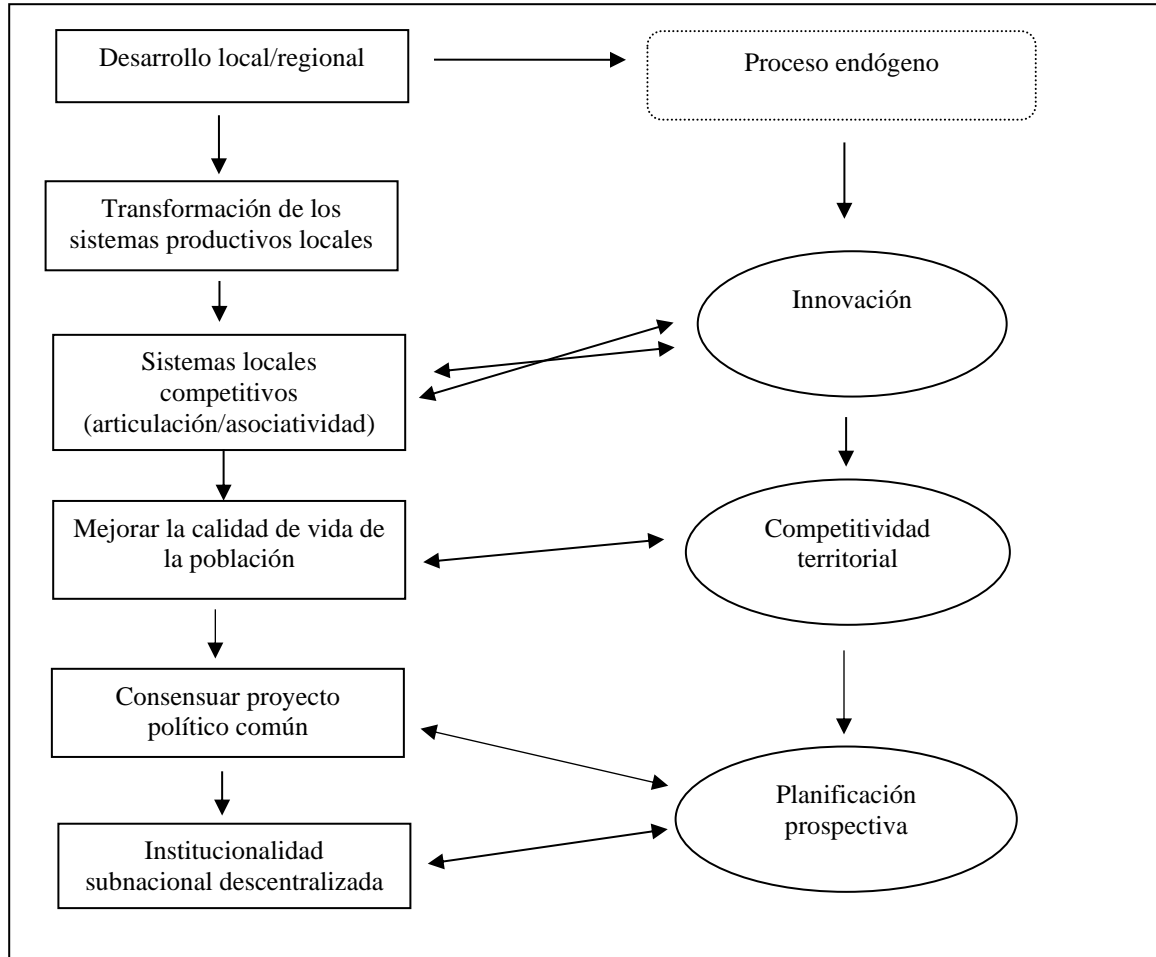 Desarrollo local/regional
Proceso endógeno
Transformación de los
sistemas productivos locales
Innovación
Sistemas locales
competitivos
(articulación/asociatividad)
Mejorar la calidad de vida de
la población
Competitividad
territorial
Consensuar proyecto
político común
Planificación
prospectiva
Institucionalidad
subnacional descentralizada